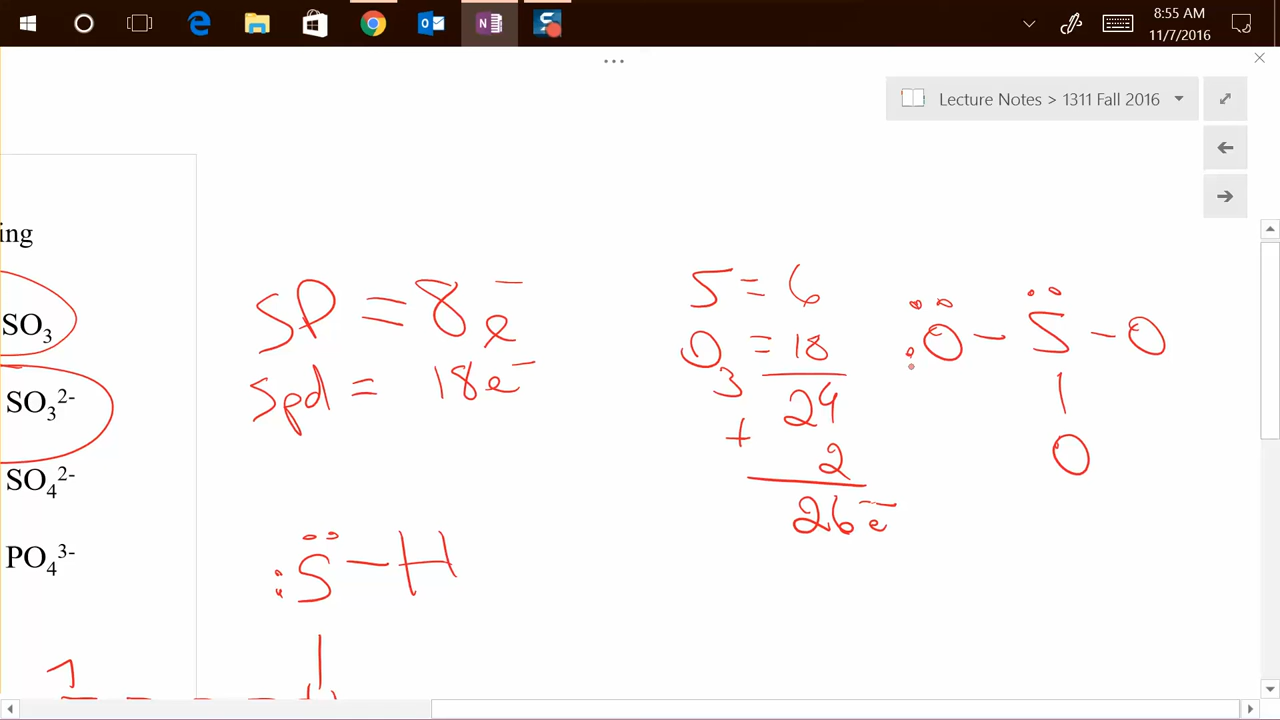 8:55 AM
11/7/2016
Lecture Notes > 1311 Fall 2016
ing
SO₃
SO₃²⁻
SO₄²⁻
PO₄³⁻
SP = 8e⁻
spd = 18e⁻
S = 6
O₃ = 18
24
+ 2
26e⁻
O - S - O
|
O
S - H
|